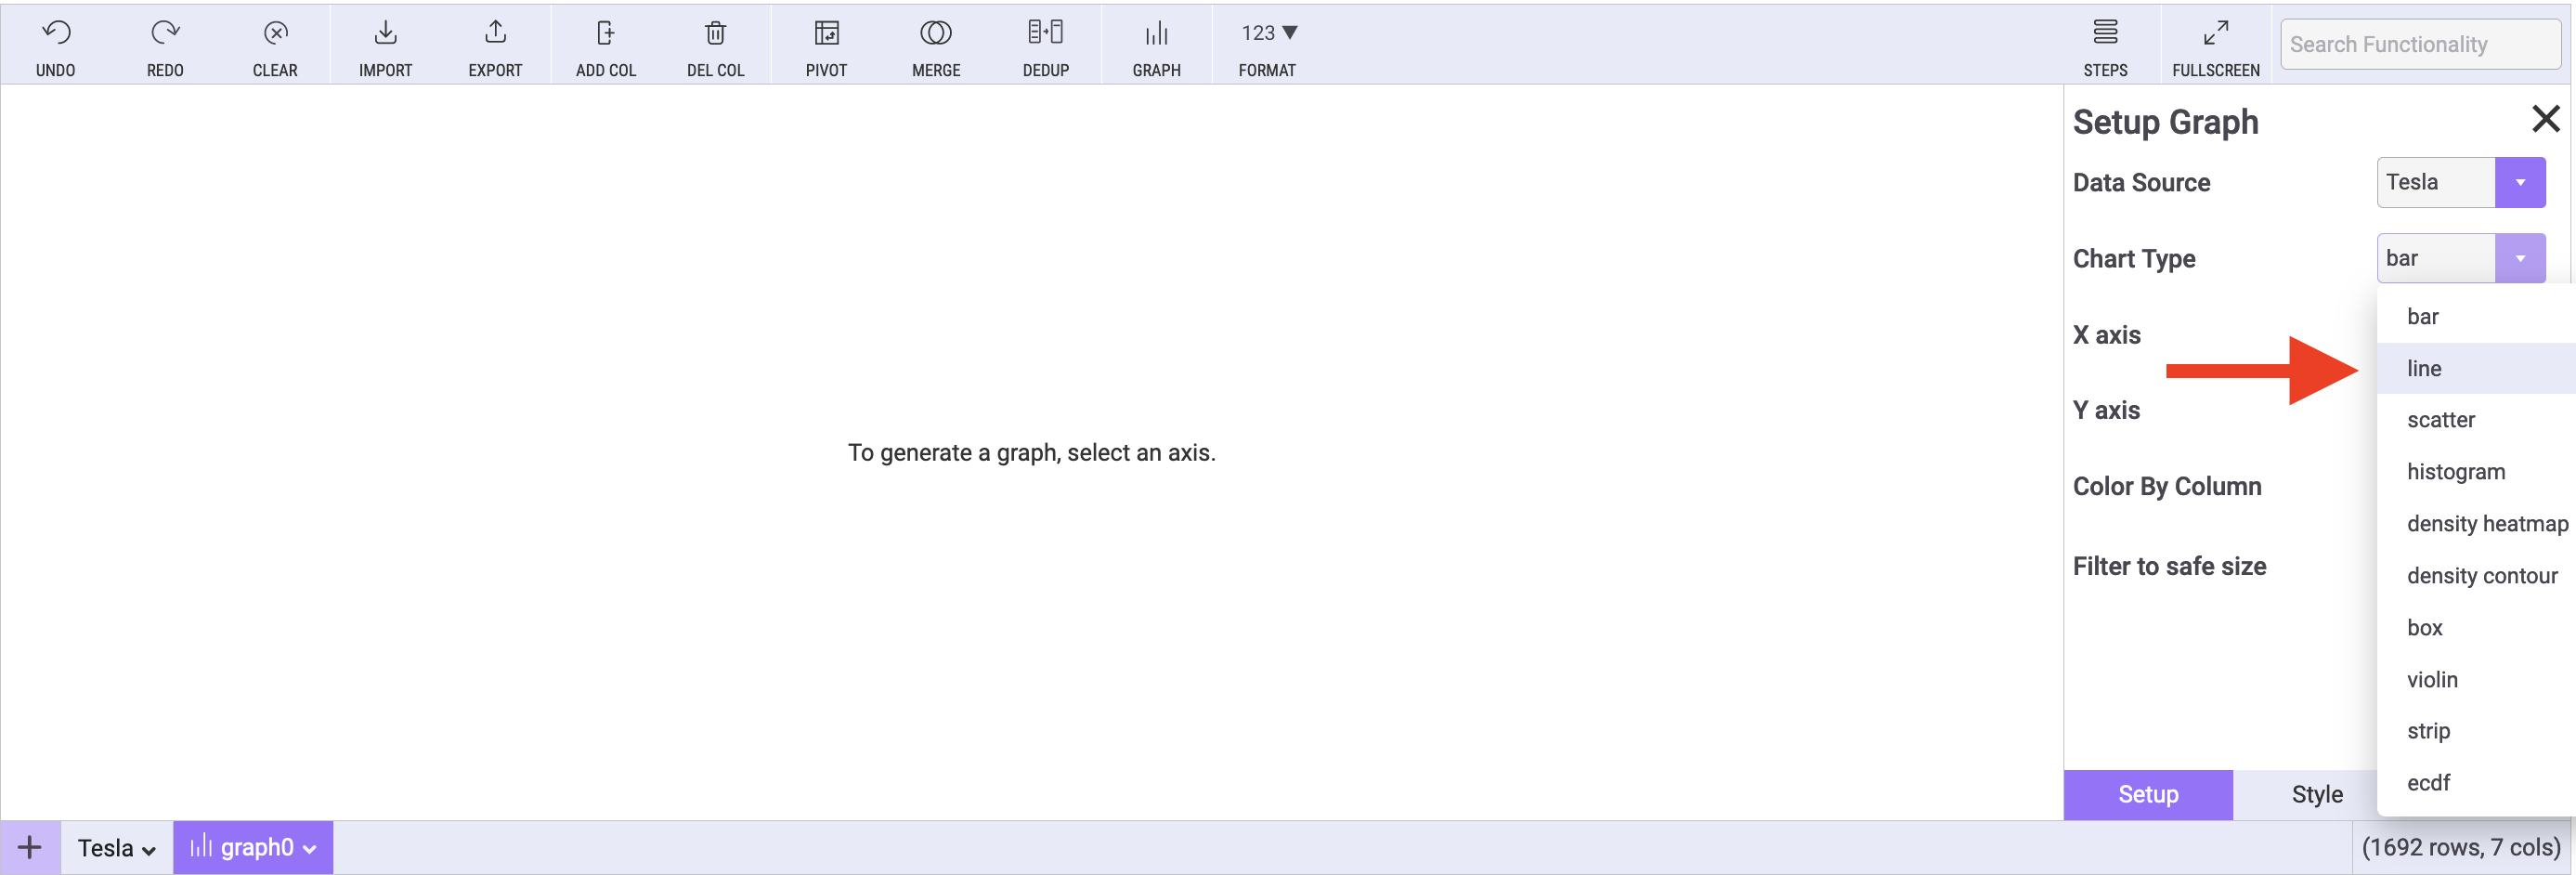 123 ▼
UNDO REDO CLEAR IMPORT EXPORT ADD COL DEL COL PIVOT MERGE DEDUP GRAPH FORMAT STEPS FULLSCREEN
Search Functionality
Setup Graph
Data Source Tesla
Chart Type bar
bar
X axis
line
Y axis
scatter
To generate a graph, select an axis.
histogram
Color By Column
density heatmap
Filter to safe size
density contour
box
violin
strip
ecdf
Setup Style
Tesla graph0 (1692 rows, 7 cols)